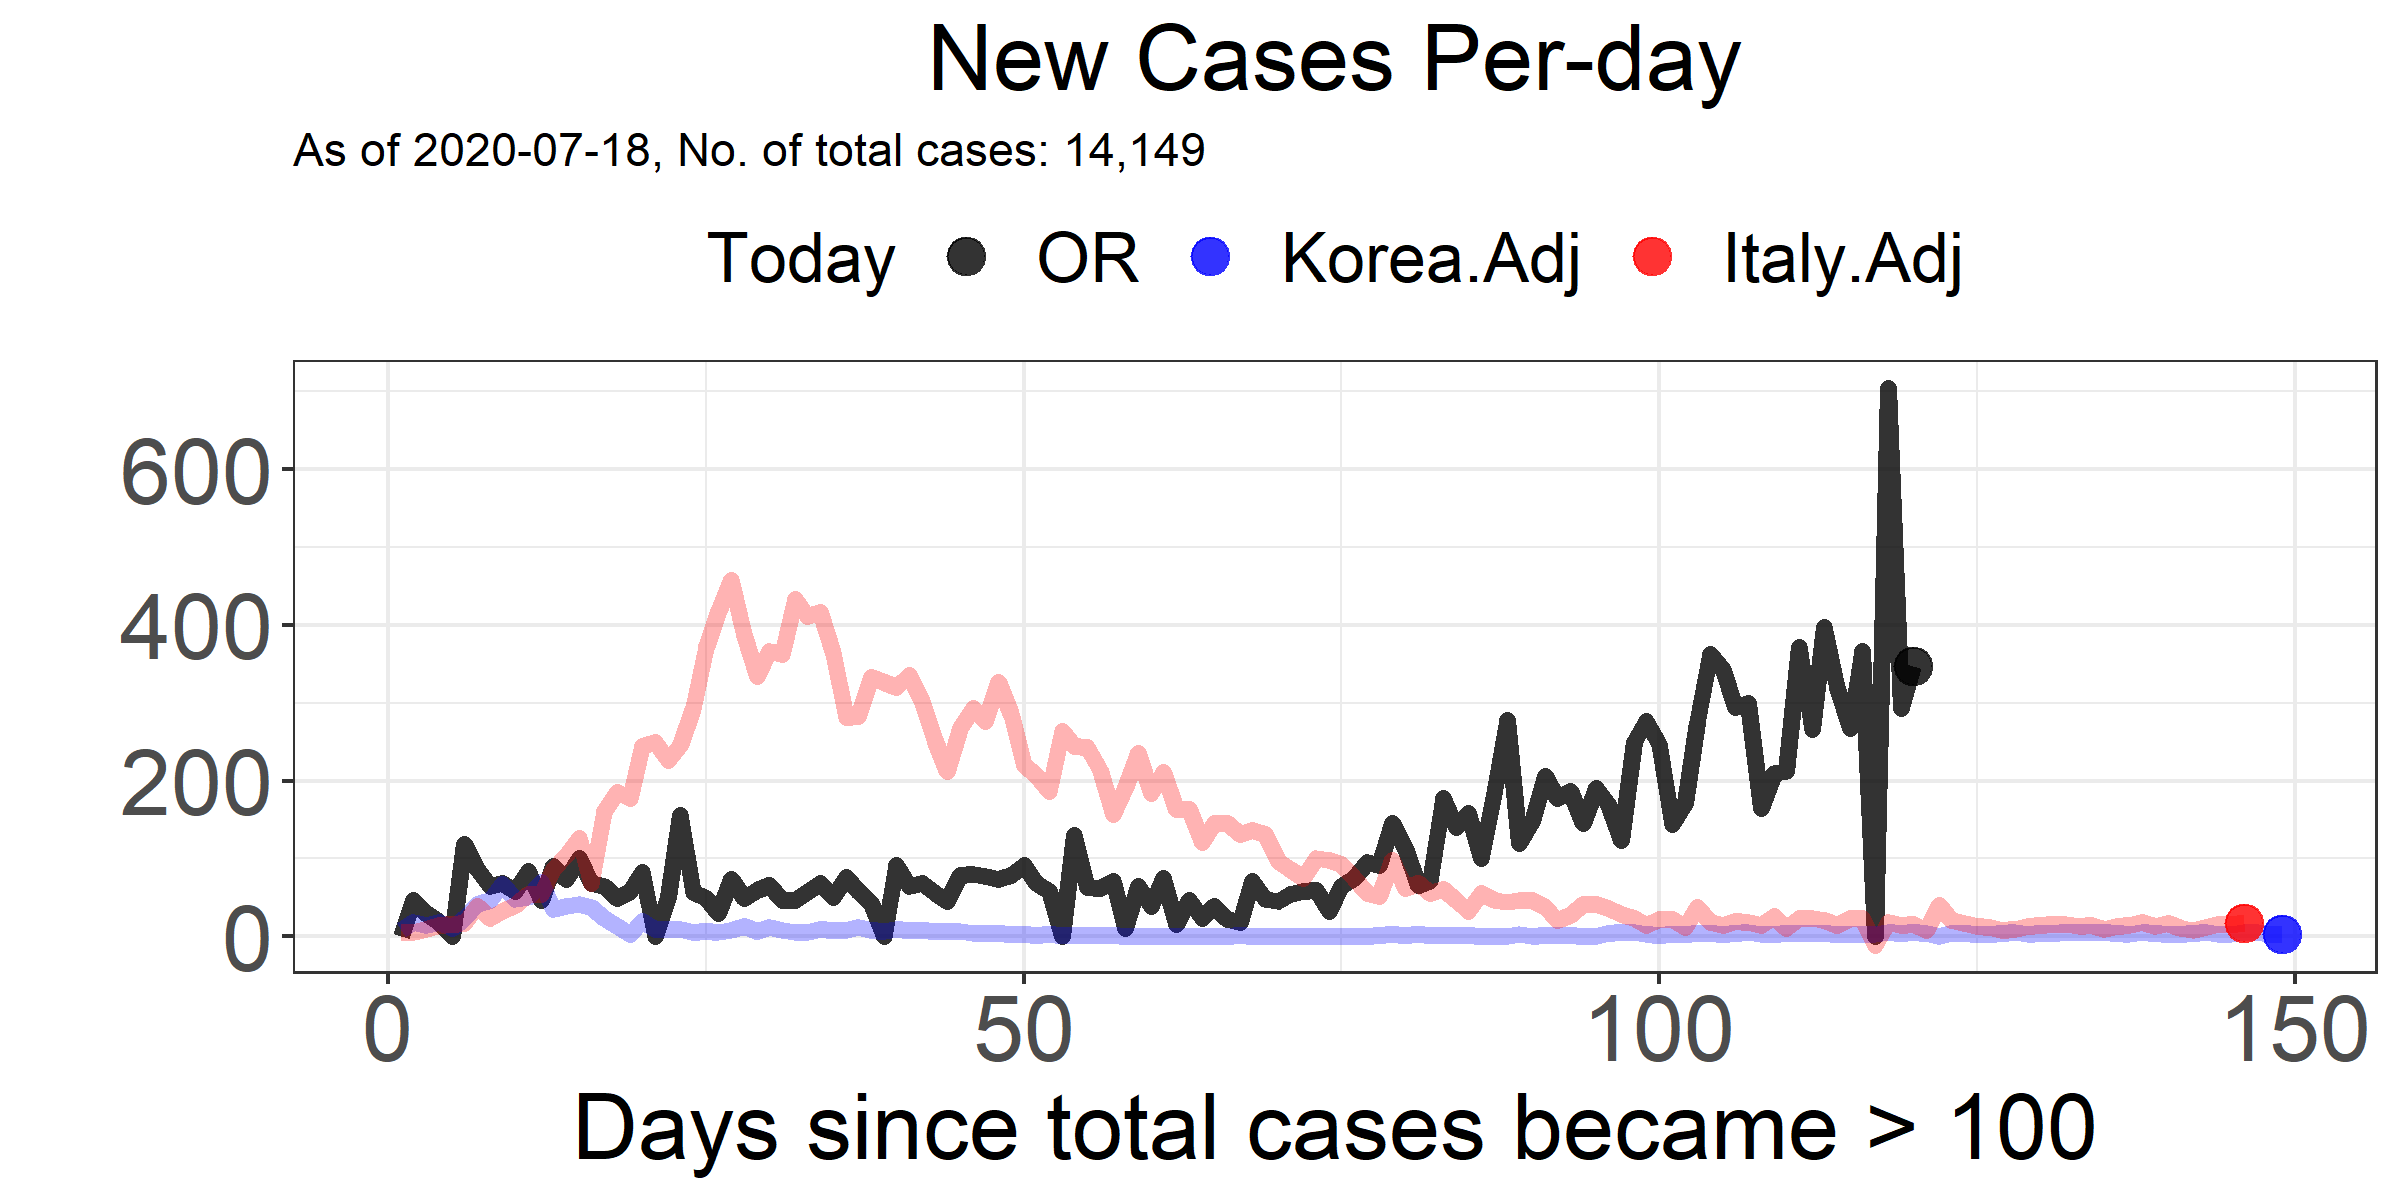 New Cases Per-day
As of 2020-07-18, No. of total cases: 14,149
Today OR Korea.Adj Italy.Adj
600
400
200
0
0 50 100 150
Days since total cases became > 100